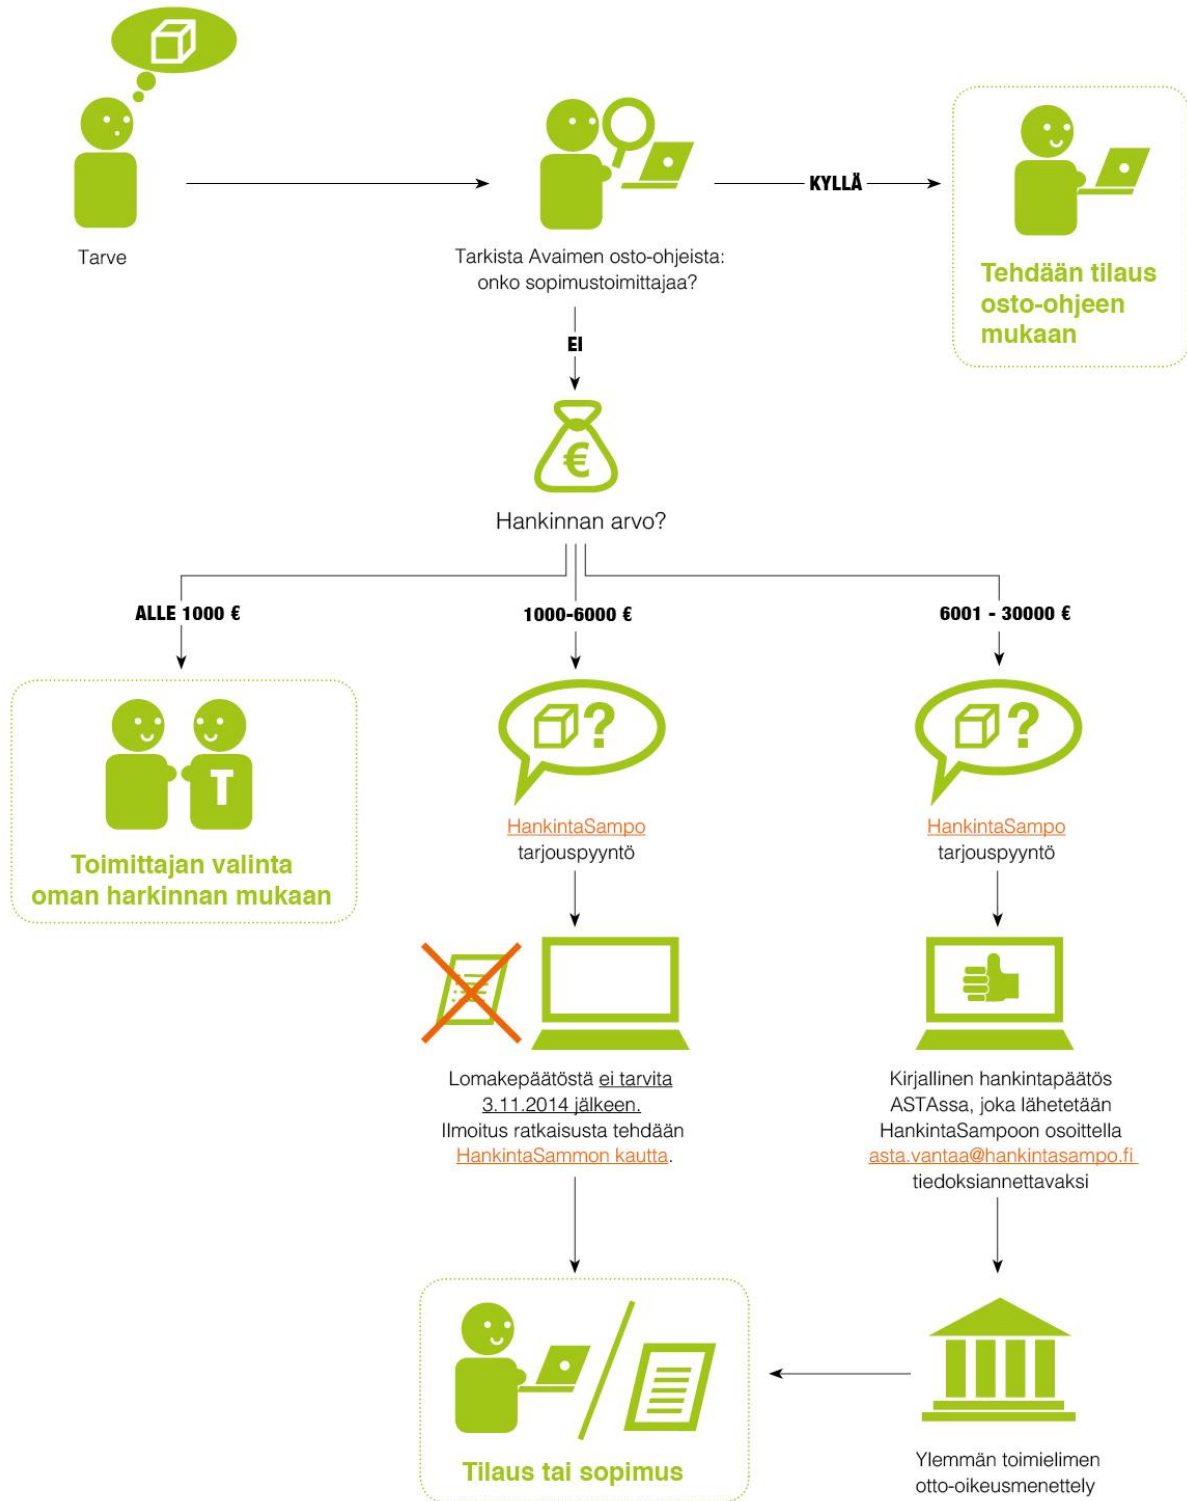 Tarve
Tarkista Avaimen osto-ohjeista:
onko sopimustoimittajaa?
KYLLÄ
Tehdään tilaus
osto-ohjeen
mukaan
EI
€
Hankinnan arvo?
ALLE 1000 €
1000-6000 €
6001 - 30000 €
T
Toimittajan valinta
oman harkinnan mukaan
?
HankintaSampo
tarjouspyyntö
?
HankintaSampo
tarjouspyyntö
Lomakepäätöstä ei tarvita
3.11.2014 jälkeen.
Ilmoitus ratkaisusta tehdään
HankintaSammon kautta.
Kirjallinen hankintapäätös
ASTAssa, joka lähetetään
HankintaSampoon osoittella
asta.vantaa@hankintasampo.fi
tiedoksiannettavaksi
Tilaus tai sopimus
Ylemmän toimielimen
otto-oikeusmenettely